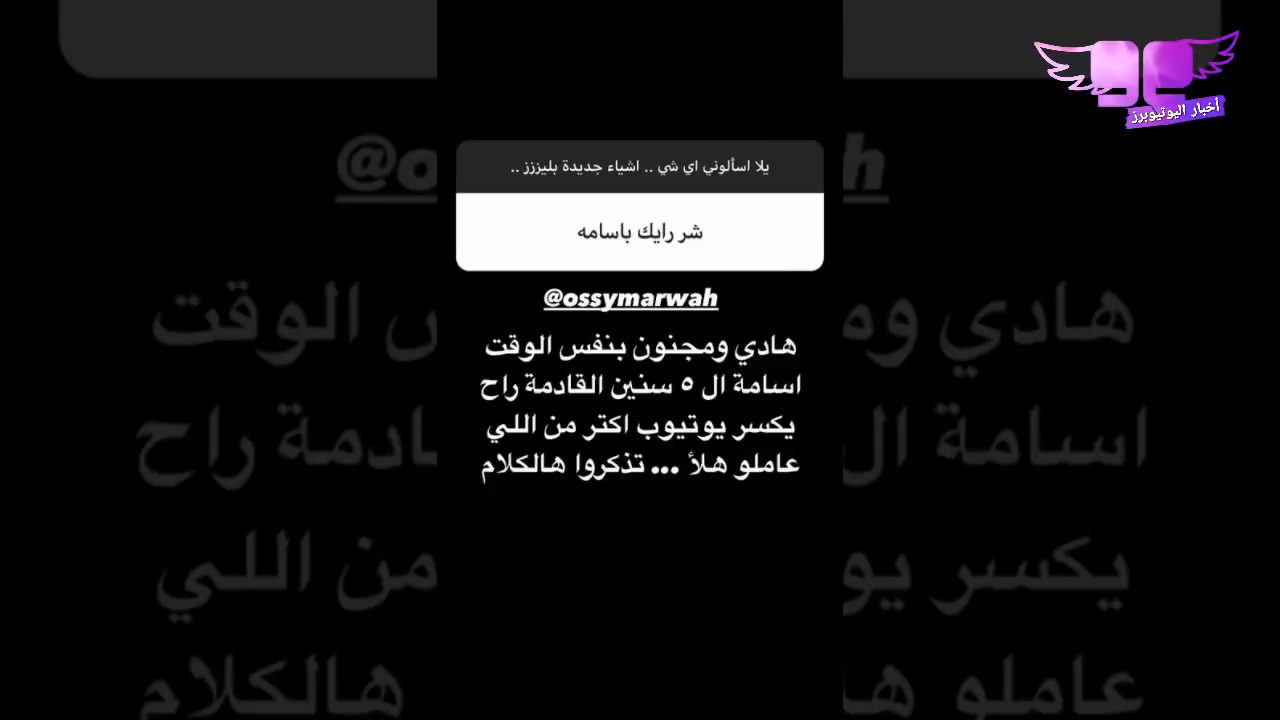 أخبار اليوتيوبرز
يلا اسألوني اي شي .. اشياء جديدة بليززز ..
شر رايك باسامه
@ossymarwah
هادي ومجنون بنفس الوقت
اسامة ال ٥ سنين القادمة راح
يكسر يوتيوب اكتر من اللي
عاملو هلأ ... تذكروا هالكلام